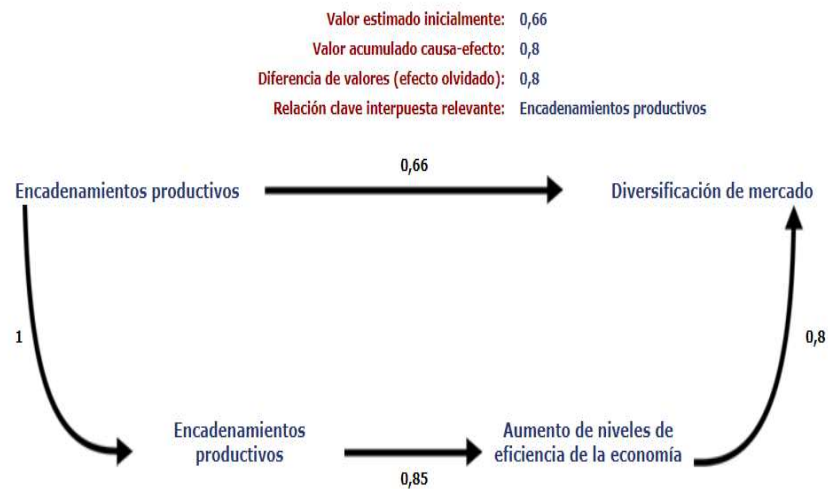 Valor estimado inicialmente: 0,66
Valor acumulado causa-efecto: 0,8
Diferencia de valores (efecto olvidado): 0,8
Relación clave interpuesta relevante: Encadenamientos productivos
0,66
Encadenamientos productivos
Diversificación de mercado
1
0,8
Encadenamientos
productivos
0,85
Aumento de niveles de
eficiencia de la economía